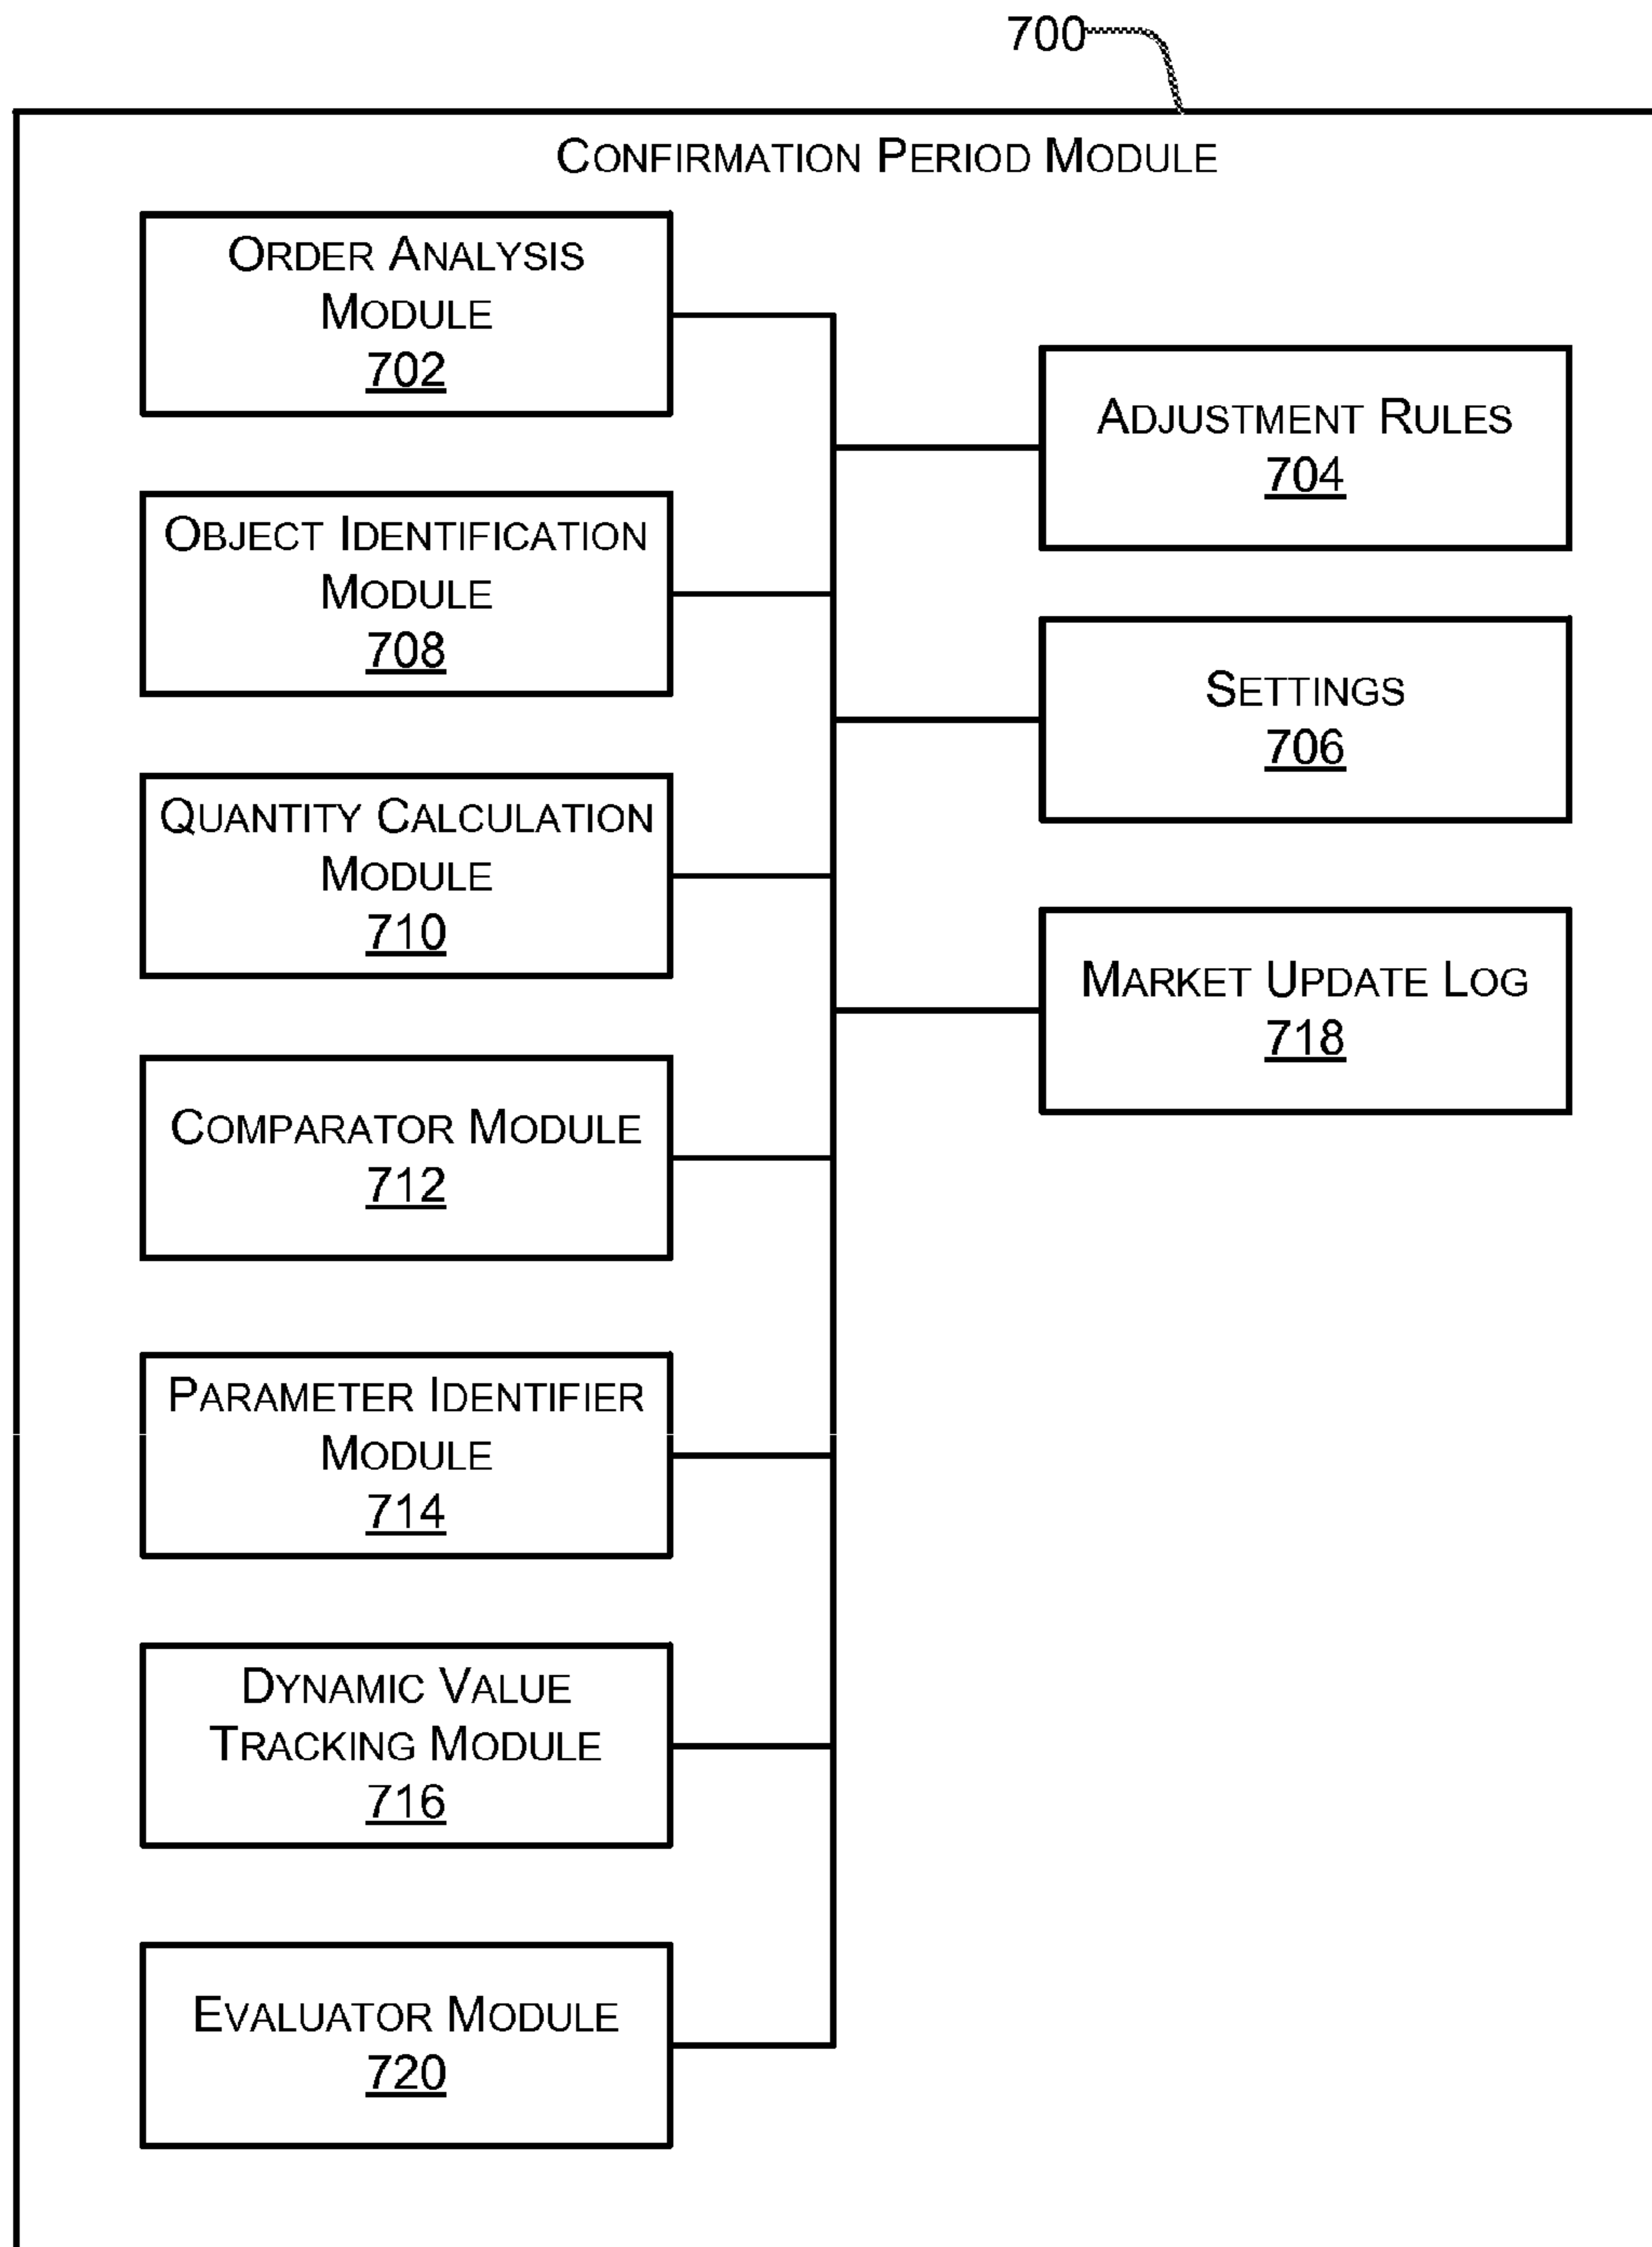 700
CONFIRMATION PERIOD MODULE
ORDER ANALYSIS
MODULE
702
OBJECT IDENTIFICATION
MODULE
708
QUANTITY CALCULATION
MODULE
710
COMPARATOR MODULE
712
PARAMETER IDENTIFIER
MODULE
714
DYNAMIC VALUE
TRACKING MODULE
716
EVALUATOR MODULE
720
ADJUSTMENT RULES
704
SETTINGS
706
MARKET UPDATE LOG
718